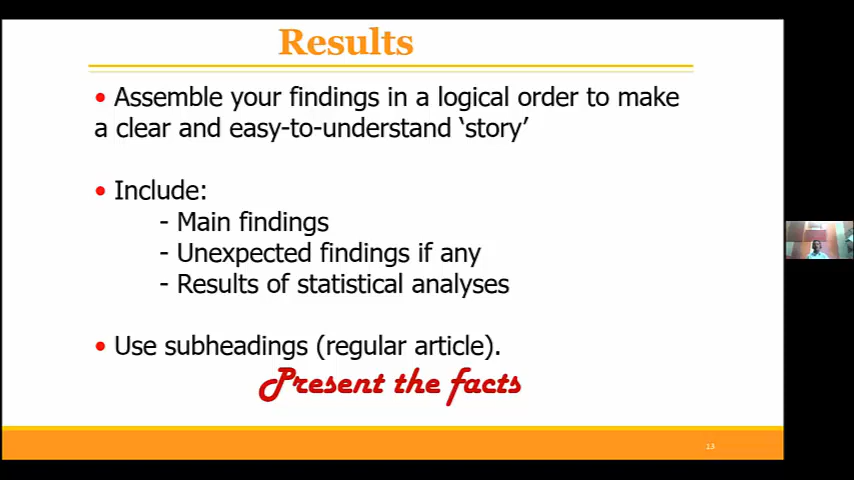 Results
• Assemble your findings in a logical order to make
a clear and easy-to-understand ‘story’
• Include:
- Main findings
- Unexpected findings if any
- Results of statistical analyses
• Use subheadings (regular article).
Present the facts
13